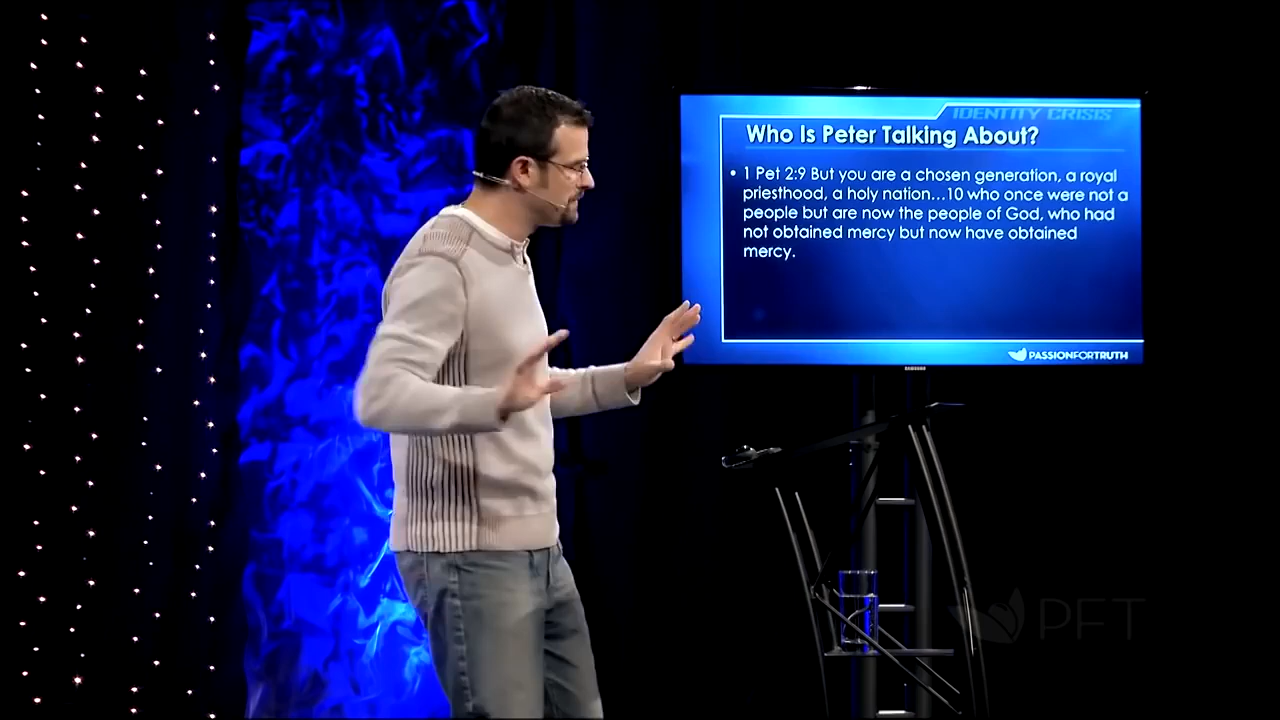 IDENTITY CRISIS
Who Is Peter Talking About?
• 1 Pet 2:9 But you are a chosen generation, a royal
priesthood, a holy nation...10 who once were not a
people but are now the people of God, who had
not obtained mercy but now have obtained
mercy.
PASSIONFORTRUTH
SAMSUNG
PFT